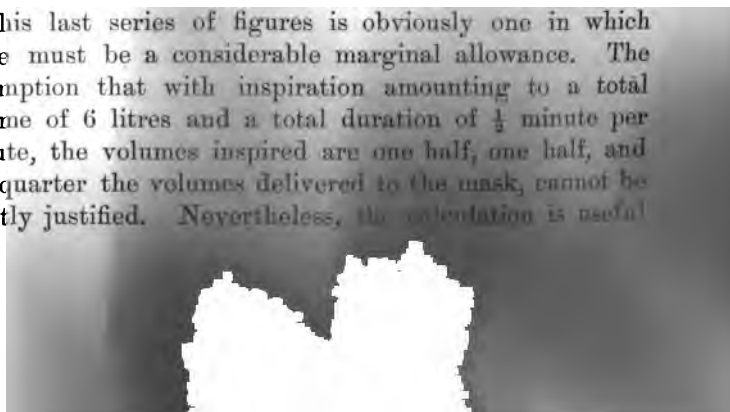 his last series of figures is obviously one in which
e must be a considerable marginal allowance. The
mption that with inspiration amounting to a total
me of 6 litres and a total duration of ½ minute per
te, the volumes inspired are one half, one half, and
quarter the volumes delivered to the mask, cannot be
tly justified. Nevertheless, the calculation is useful